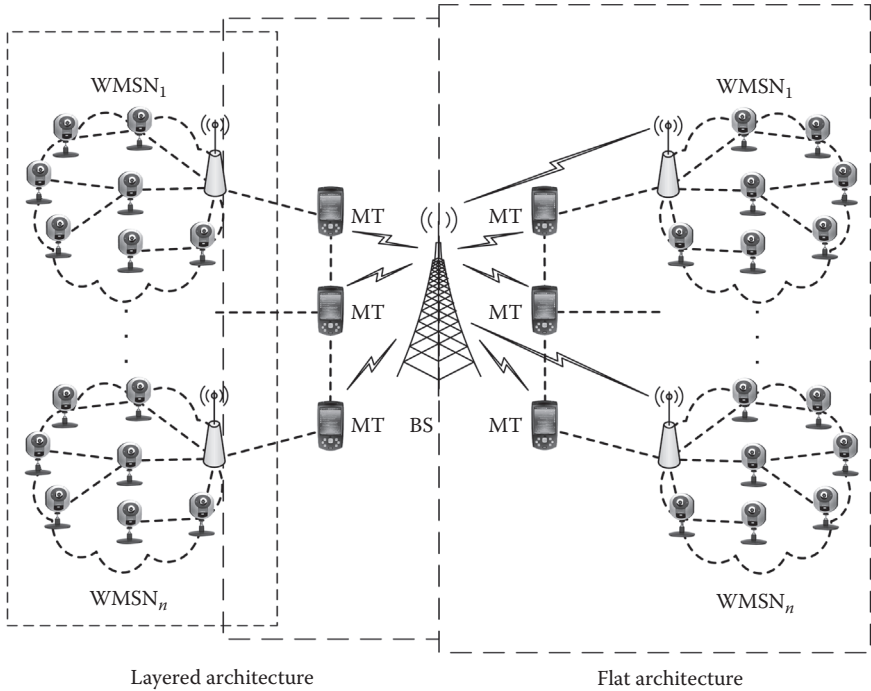 WMSN₁
WMSN₁
MT
MT
MT
MT
MT
BS
MT
WMSNₙ
WMSNₙ
Layered architecture
Flat architecture